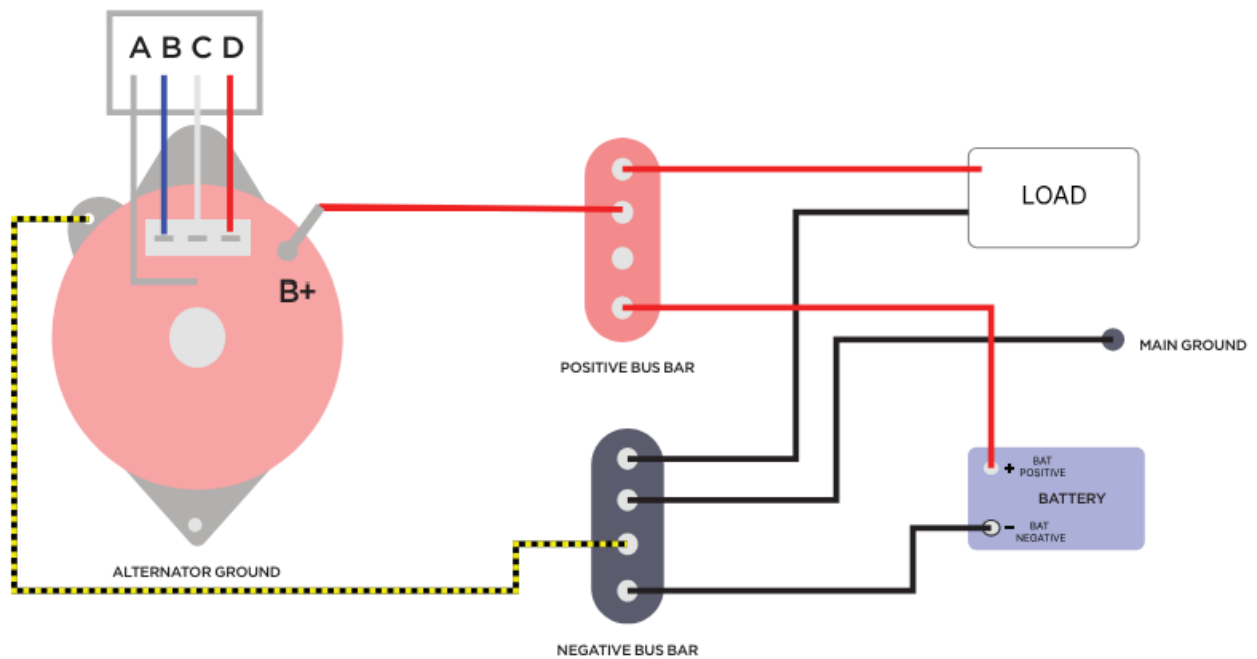 A B C D
LOAD
B+
MAIN GROUND
POSITIVE BUS BAR
+ BAT
POSITIVE
BATTERY
- BAT
NEGATIVE
ALTERNATOR GROUND
NEGATIVE BUS BAR